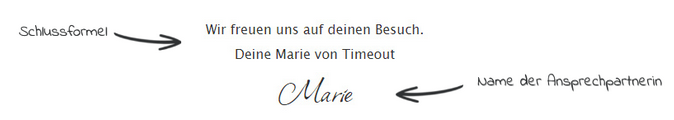 Schlussformel
Wir freuen uns auf deinen Besuch.
Deine Marie von Timeout
Marie
Name der Ansprechpartnerin